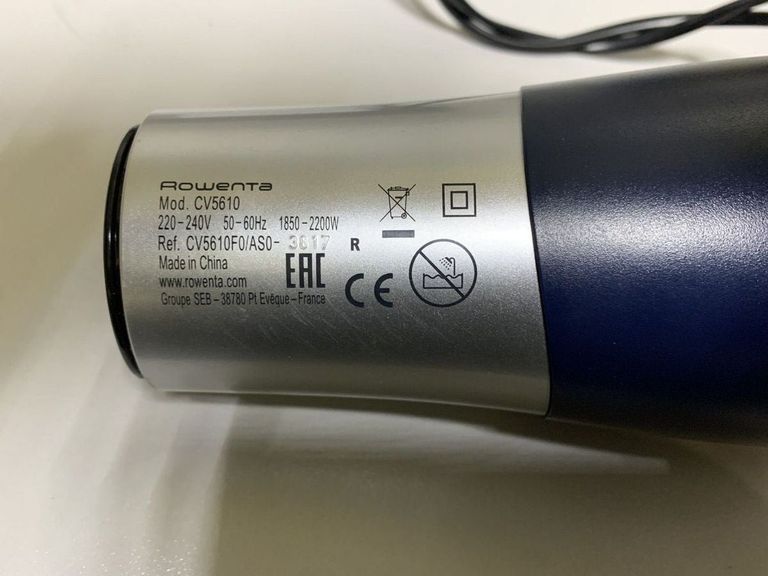 Rowenta
Mod. CV5610
220-240V 50-60Hz 1850-2200W
Ref. CV5610F0/AS0- 3617 R
Made in China
www.rowenta.com
Groupe SEB – 38780 Pt Evêque – France
EAC
CE